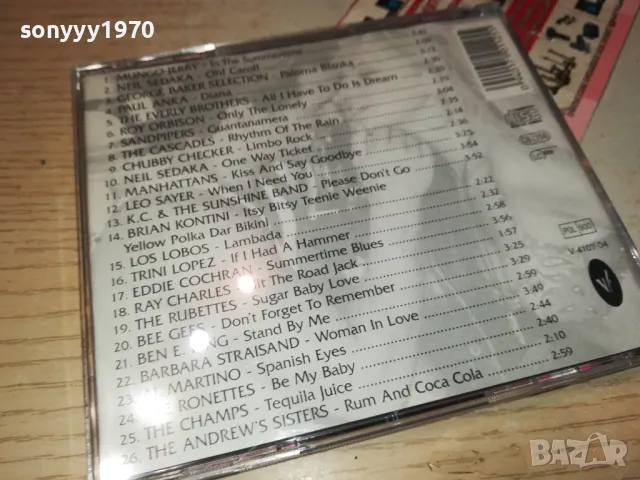 sonyyy1970
1. MUNGO JERRY - In The Summertime
2. NEIL SEDAKA - Oh! Carol!
3. GEORGE BAKER SELECTION - Paloma Blanka
4. PAUL ANKA - Diana
5. THE EVERLY BROTHERS - All I Have To Do Is Dream
6. ROY ORBISON - Only The Lonely
7. SANDPIPERS - Guantanamera
8. THE CASCADES - Rhythm Of The Rain
9. CHUBBY CHECKER - Limbo Rock
10. NEIL SEDAKA - One Way Ticket
11. MANHATTANS - Kiss And Say Goodbye
12. LEO SAYER - When I Need You
13. K.C. & THE SUNSHINE BAND - Please Don't Go
14. BRIAN KONTINI - Itsy Bitsy Teenie Weenie
Yellow Polka Dar Bikini 2:22
15. LOS LOBOS - Lambada 2:32
16. TRINI LOPEZ - If I Had A Hammer 2:58
17. EDDIE COCHRAN - Summertime Blues 3:56
18. RAY CHARLES - Hit The Road Jack 1:57
19. THE RUBETTES - Sugar Baby Love 3:25
20. BEE GEES - Don't Forget To Remember 3:29
21. BEN E. KING - Stand By Me 2:59
22. BARBARA STRAISAND - Woman In Love 3:49
23. MARTINO - Spanish Eyes 2:44
24. RONETTES - Be My Baby 2:40
25. THE CHAMPS - Tequila Juice 2:10
26. THE ANDREW'S SISTERS - Rum And Coca Cola 2:59
V-4101-04
BAZAR.bg